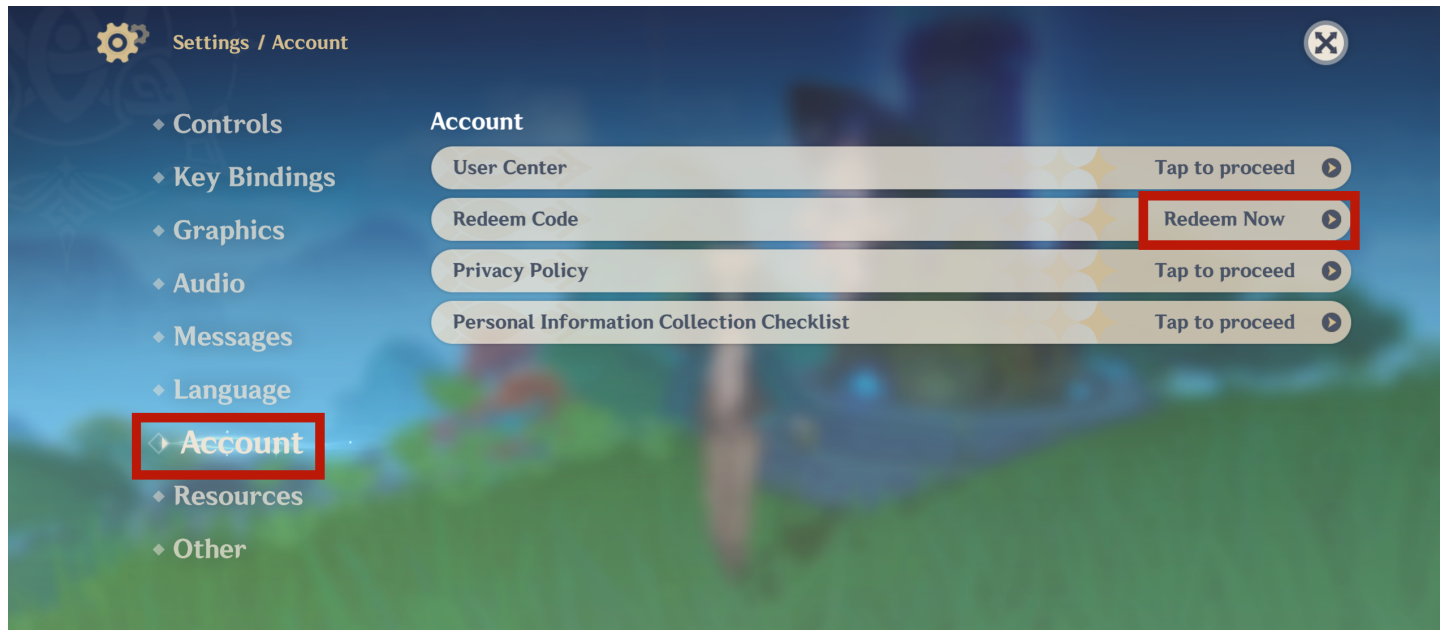 Settings / Account
Controls
Key Bindings
Graphics
Audio
Messages
Language
Account
Resources
Other
Account
User Center Tap to proceed
Redeem Code Redeem Now
Privacy Policy Tap to proceed
Personal Information Collection Checklist Tap to proceed